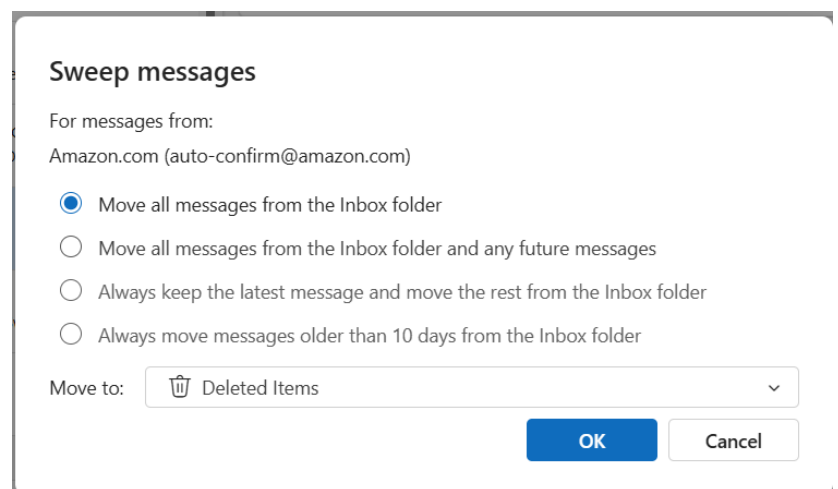 Sweep messages
For messages from:
Amazon.com (auto-confirm@amazon.com)
Move all messages from the Inbox folder
Move all messages from the Inbox folder and any future messages
Always keep the latest message and move the rest from the Inbox folder
Always move messages older than 10 days from the Inbox folder
Move to: Deleted Items
OK Cancel